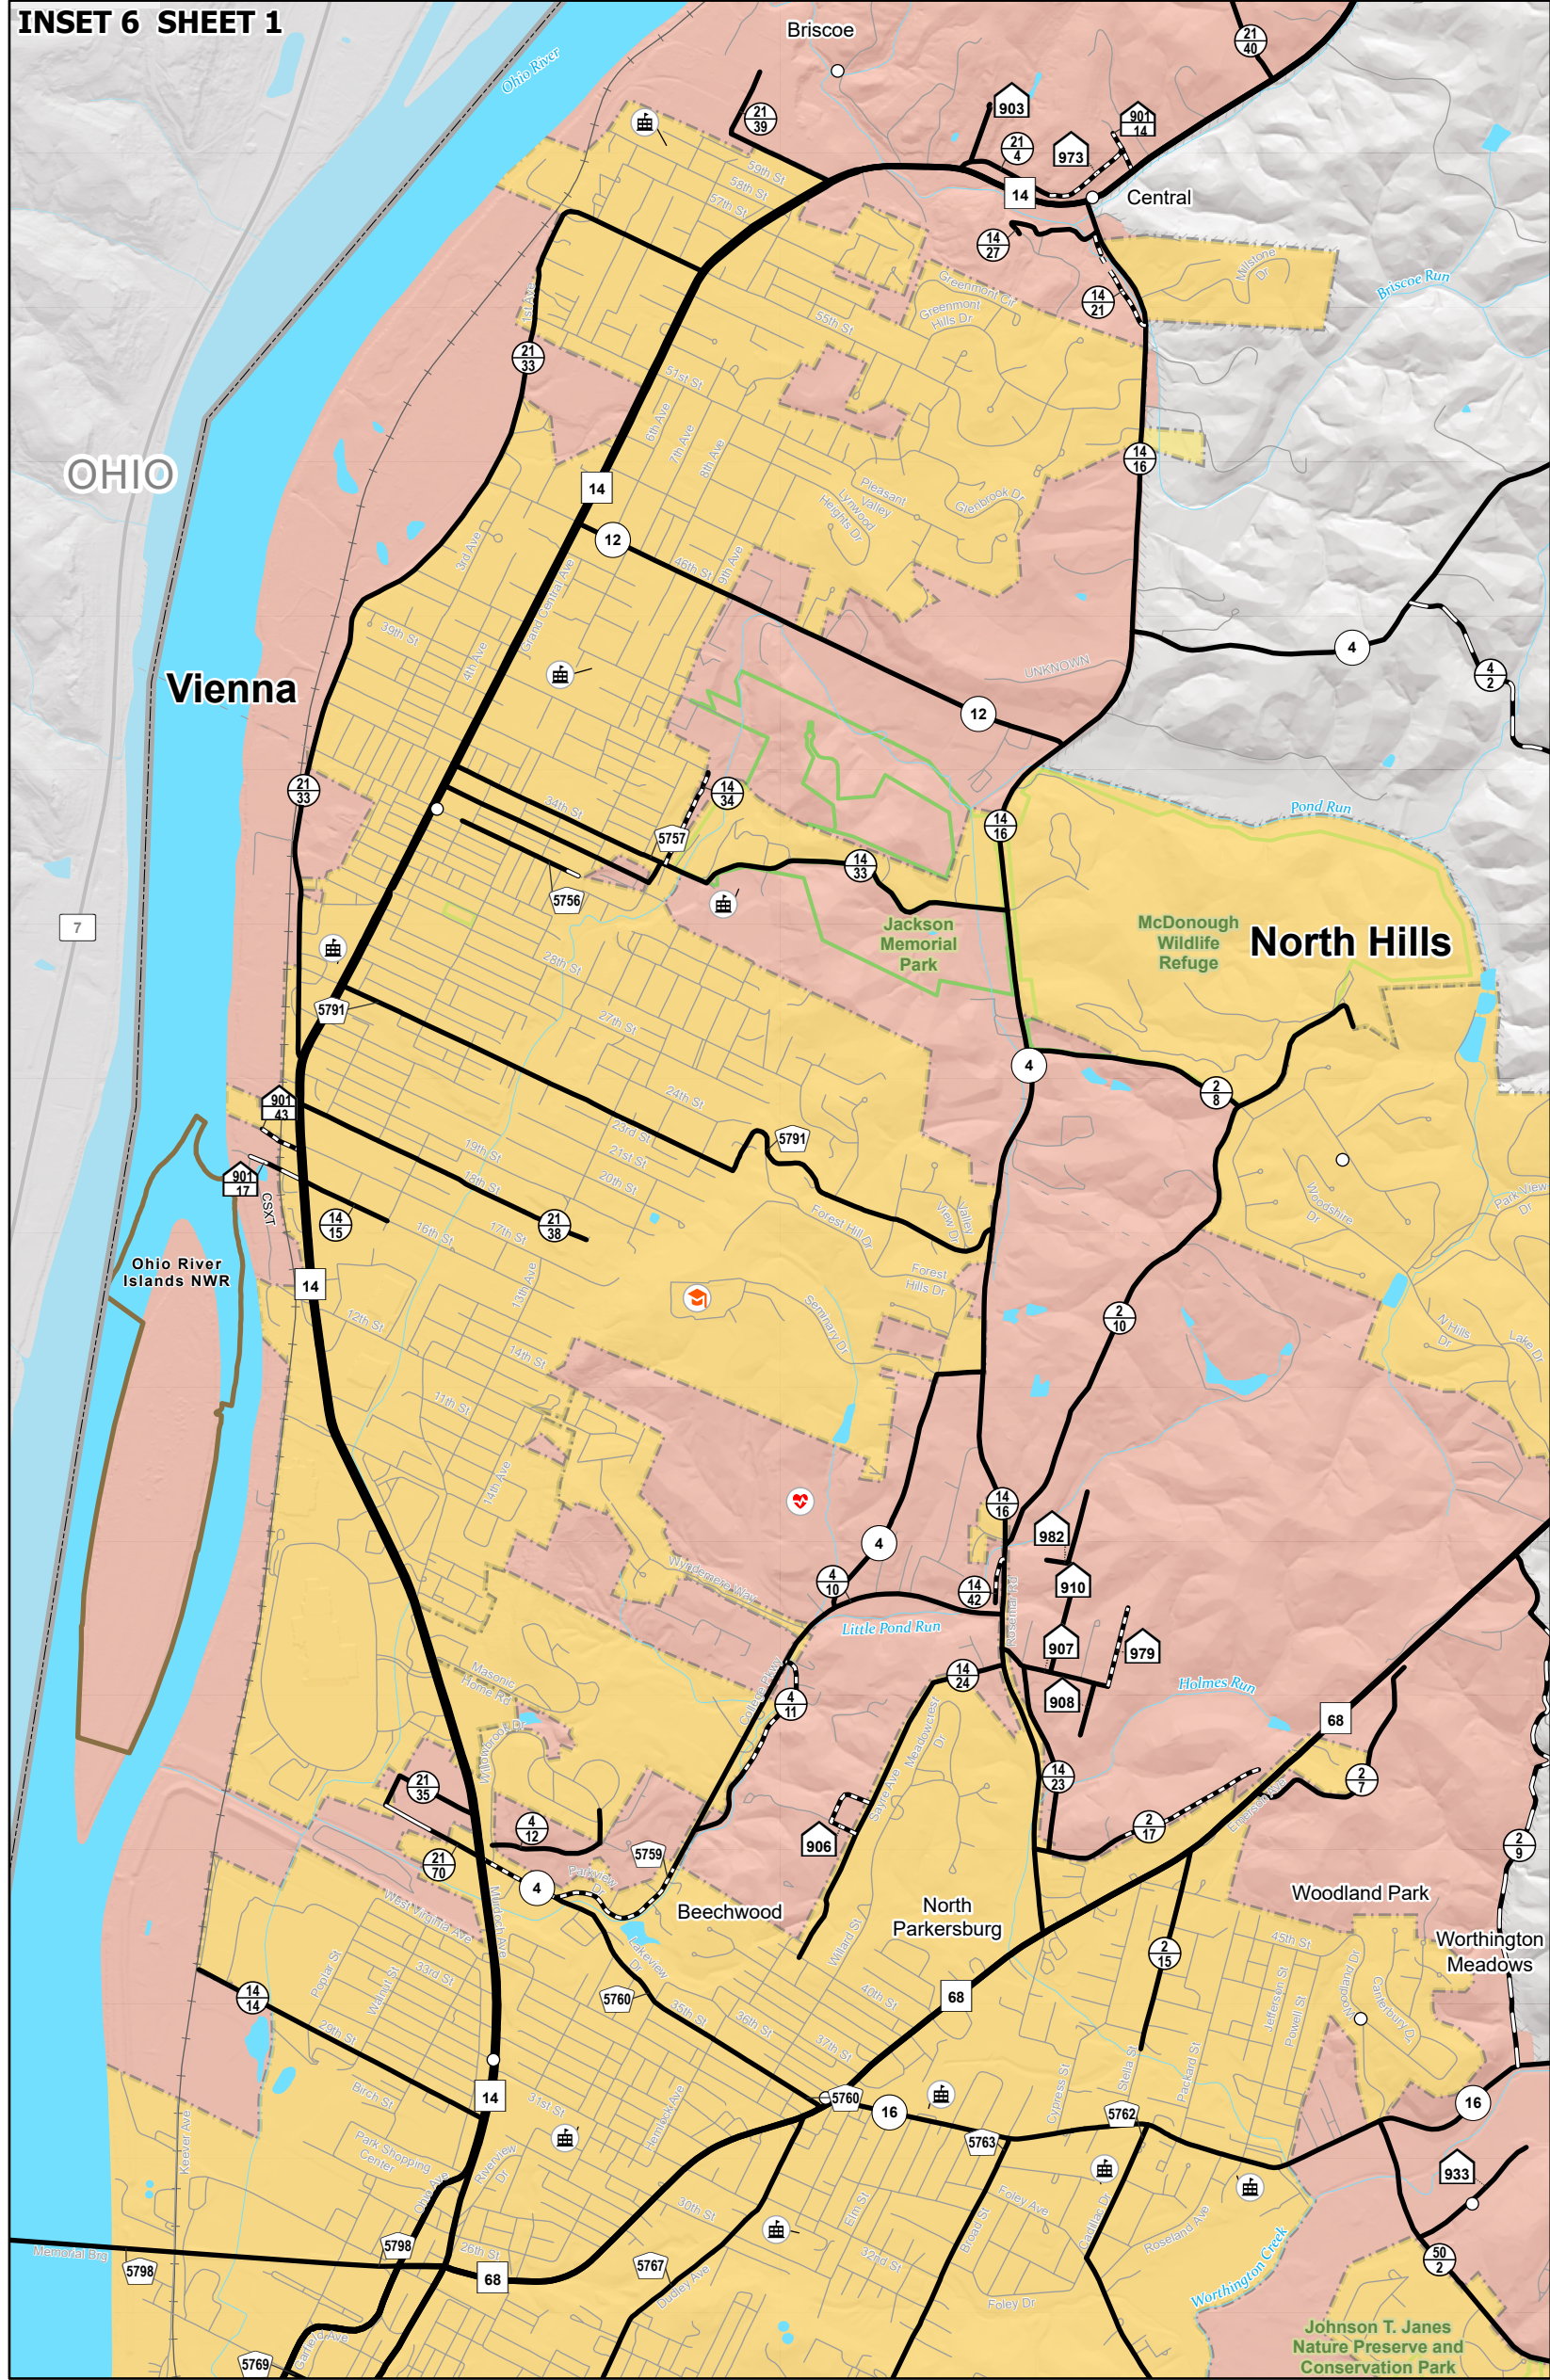 INSET 6 SHEET 1
Briscoe
21
40
Ohio River
903
901
14
21
39
21
4
973
59th St
58th St
57th St
14
Central
14
27
Millstone
Dr
Briscoe Run
1st Ave
Greenmont Cir
Greenmont
Hills Dr
14
21
55th St
21
33
51st St
6th Ave
7th Ave
8th Ave
OHIO
14
16
14
Pleasant
Valley
Lynwood
Heights Dr
Glenbrook Dr
12
3rd Ave
46th St
9th Ave
Grand Central Ave
39th St
4th Ave
UNKNOWN
4
4
2
Vienna
12
21
33
14
34
34th St
Pond Run
14
16
5757
14
33
5756
7
Jackson
Memorial
Park
McDonough
Wildlife
Refuge
North Hills
28th St
5791
27th St
4
2
8
24th St
901
43
23rd St
5791
19th St
21st St
18th St
20th St
901
17
CSXT
14
15
16th St
17th St
21
38
Forest Hill Dr
Valley
View Dr
Woodshire
Dr
Park View
Dr
Ohio River
Islands NWR
14
Forest
Hills Dr
13th Ave
Seminary Dr
12th St
2
10
N Hills
Dr
Lake Dr
14th St
11th St
14th Ave
14
16
982
4
Wyndemere Way
4
10
14
42
910
Rosemar Rd
Little Pond Run
907
979
Masonic
Home Rd
College Pkwy
14
24
908
Holmes Run
4
11
68
Willowbrook Dr
Meadowcrest
Dr
21
35
14
23
2
7
Sayre Ave
Emerson Ave
4
12
906
2
17
2
9
21
70
5759
4
Parkview
Dr
Beechwood
North
Parkersburg
Woodland Park
West Virginia Ave
Murdoch Ave
Willard St
45th St
Worthington
Meadows
2
15
Lakeview
Dr
Poplar St
33rd St
Walnut St
14
14
5760
40th St
68
Woodland Dr
Canterbury Dr
Jefferson St
Powell St
35th St
36th St
37th St
29th St
Birch St
14
31st St
5760
16
Cypress St
Stella St
Packard St
5762
16
Keever Ave
Hemlock Ave
5763
Park Shopping
Center
Riverview
Dr
933
Ohio Ave
30th St
Elm St
Foley Ave
Broad St
Cadillac Dr
Roseland Ave
Memorial Brg
5798
5798
26th St
68
5767
32nd St
50
2
Dudley Ave
Worthington Creek
Foley Dr
Garfield Ave
5769
Johnson T. Janes
Nature Preserve and
Conservation Park